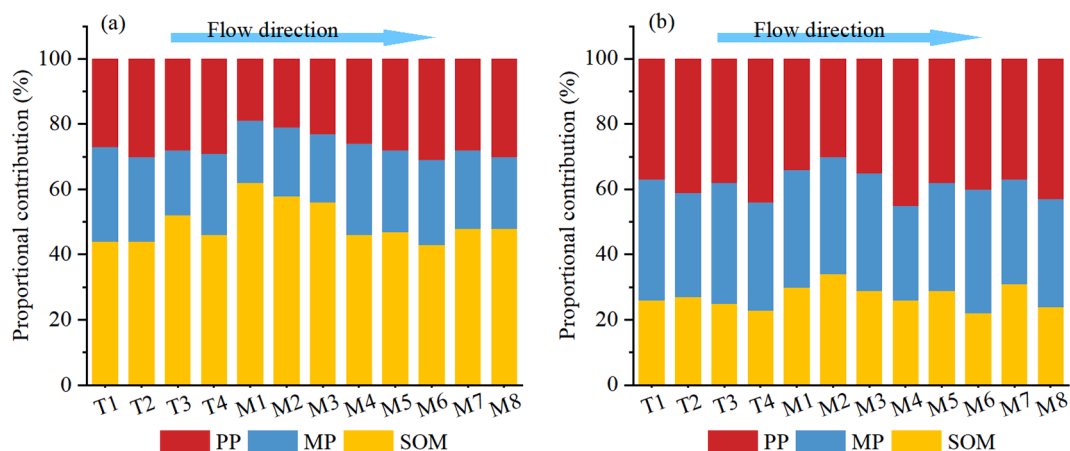 (a)
Flow direction
Proportional contribution (%)
100
80
60
40
20
0
T1 T2 T3 T4 M1 M2 M3 M4 M5 M6 M7 M8
PP MP SOM
(b)
Flow direction
Proportional contribution (%)
100
80
60
40
20
0
T1 T2 T3 T4 M1 M2 M3 M4 M5 M6 M7 M8
PP MP SOM